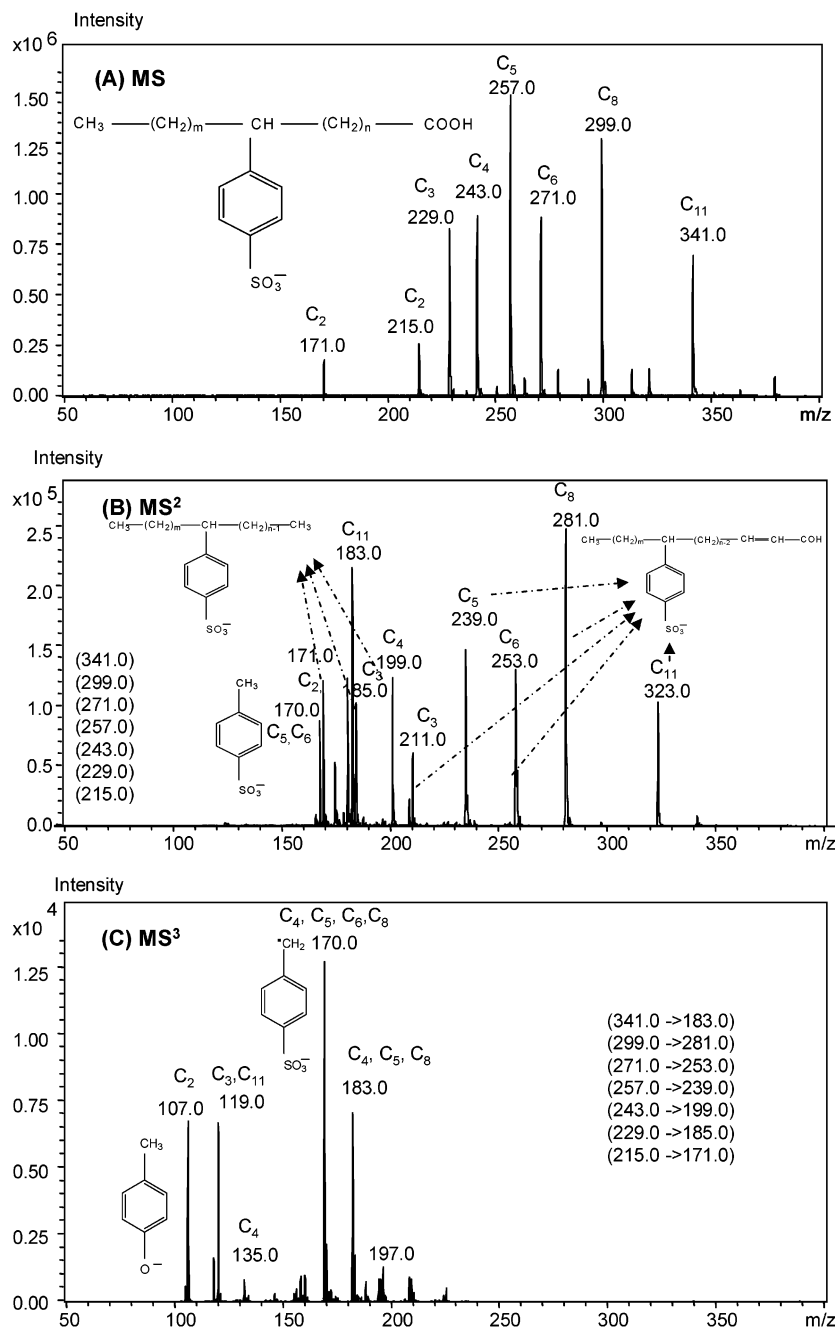 Intensity
x10 6
(A) MS
1.50
1.25
1.00
0.75
0.50
0.25
0.00
CH3 (CH2)m CH (CH2)n COOH
SO3−
C2
171.0
C2
215.0
C3
229.0
C4
243.0
C5
257.0
C6
271.0
C8
299.0
C11
341.0
50 100 150 200 250 300 350 m/z
Intensity
x10 5
(B) MS2
2.5
2.0
1.5
1.0
0.5
0.0
CH3 (CH2)m CH (CH2)n-1 CH3
SO3−
(341.0)
(299.0)
(271.0)
(257.0)
(243.0)
(229.0)
(215.0)
CH3
SO3−
C5,C6
170.0
C2,
171.0
C11
183.0
C3
85.0
C4
199.0
C3
211.0
C5
239.0
C6
253.0
C8
281.0
C11
323.0
CH3 (CH2)m CH (CH2)n-2 CH CH COH
SO3−
50 100 150 200 250 300 350 m/z
Intensity
x10 4
(C) MS3
1.25
1.00
0.75
0.50
0.25
0.00
C2
107.0
C3,C11
119.0
C4
135.0
C4, C5, C6,C8
170.0
•CH2
SO3−
C4, C5, C8
183.0
197.0
CH3
O−
(341.0 ->183.0)
(299.0 ->281.0)
(271.0 ->253.0)
(257.0 ->239.0)
(243.0 ->199.0)
(229.0 ->185.0)
(215.0 ->171.0)
50 100 150 200 250 300 350 m/z